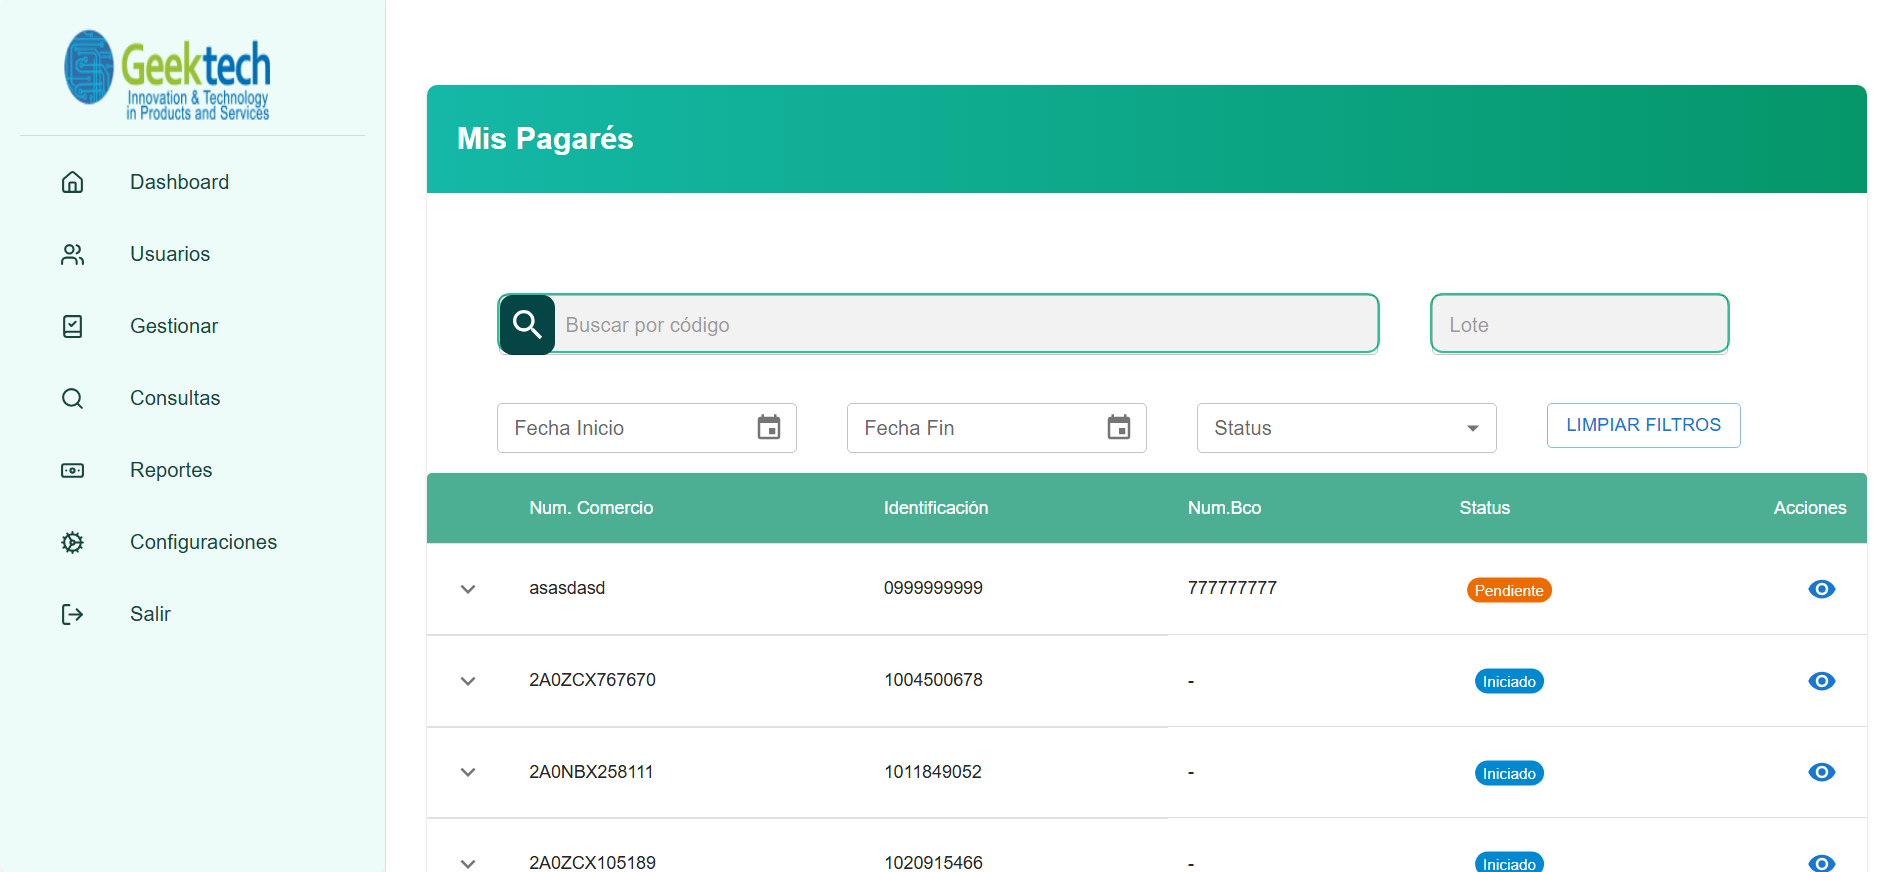 Geektech
Innovation & Technology
in Products and Services
Dashboard
Usuarios
Gestionar
Consultas
Reportes
Configuraciones
Salir
Mis Pagarés
Buscar por código
Lote
Fecha Inicio
Fecha Fin
Status
LIMPIAR FILTROS
Num. Comercio Identificación Num.Bco Status Acciones
asasdasd 0999999999 777777777 Pendiente
2A0ZCX767670 1004500678 - Iniciado
2A0NBX258111 1011849052 - Iniciado
2A0ZCX105189 1020915466 - Iniciado